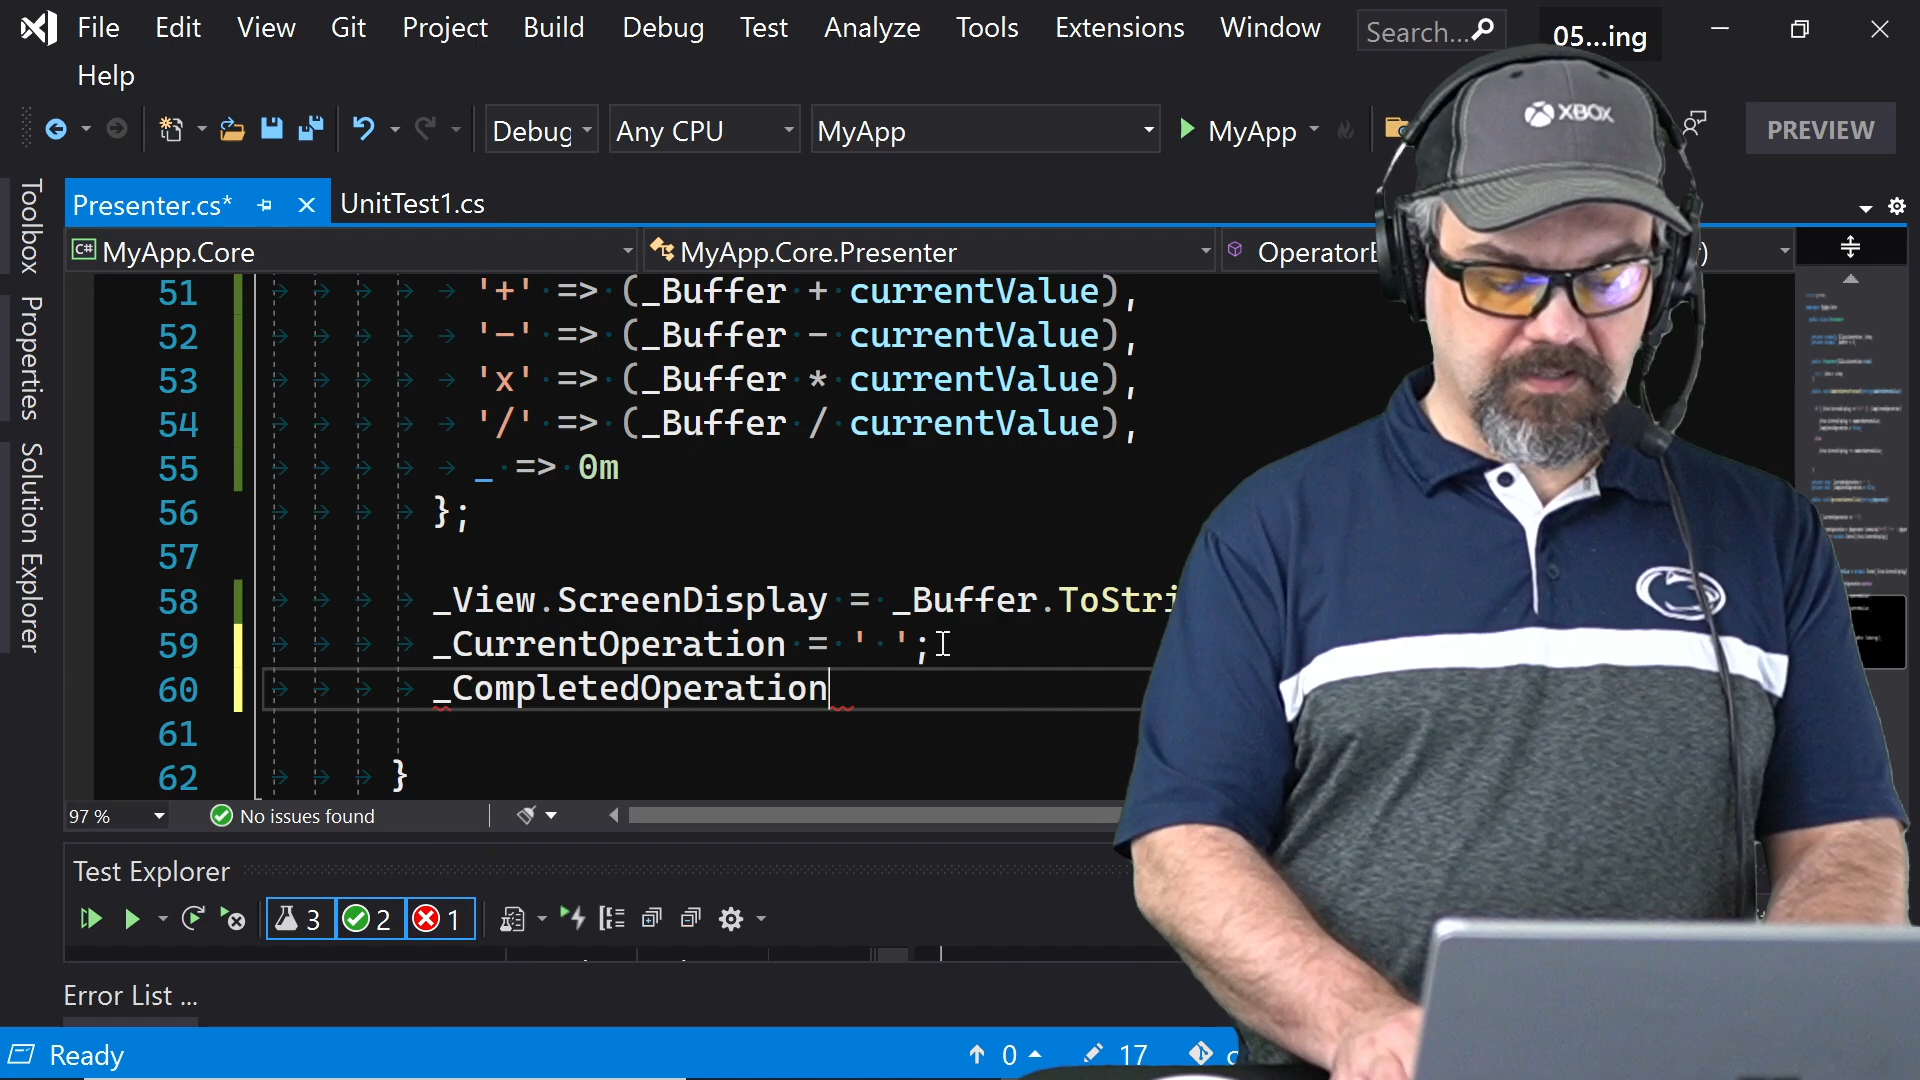 File Edit View Git Project Build Debug Test Analyze Tools Extensions Window Search... 05...ing
Help
Debug Any CPU MyApp MyApp PREVIEW
XBOX
Toolbox
Properties
Solution Explorer
Presenter.cs* UnitTest1.cs
C# MyApp.Core MyApp.Core.Presenter )
51 '+' => (_Buffer + currentValue),
52 '-' => (_Buffer - currentValue),
53 'x' => (_Buffer * currentValue),
54 '/' => (_Buffer / currentValue),
55 _ => 0m
56 };
57
58 _View.ScreenDisplay = _Buffer.ToStri
59 _CurrentOperation = ' ';
60 _CompletedOperation
61
62 }
97 % No issues found
Test Explorer
3 2 1
Error List ...
Ready 0 17